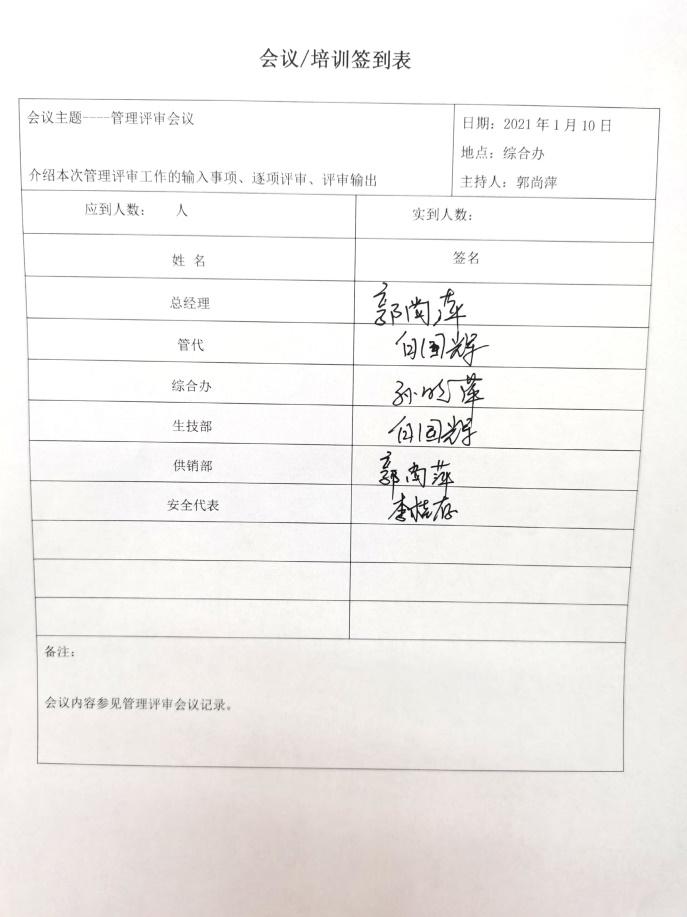 会议/培训签到表
会议主题----管理评审会议
日期：2021年1月10日
地点：综合办
介绍本次管理评审工作的输入事项、逐项评审、评审输出
主持人：郭尚萍
应到人数： 人
实到人数：
姓 名
签名
总经理
郭尚萍
管代
白国辉
综合办
孙明萍
生技部
白国辉
供销部
郭尚萍
安全代表
李桂存
备注：
会议内容参见管理评审会议记录。